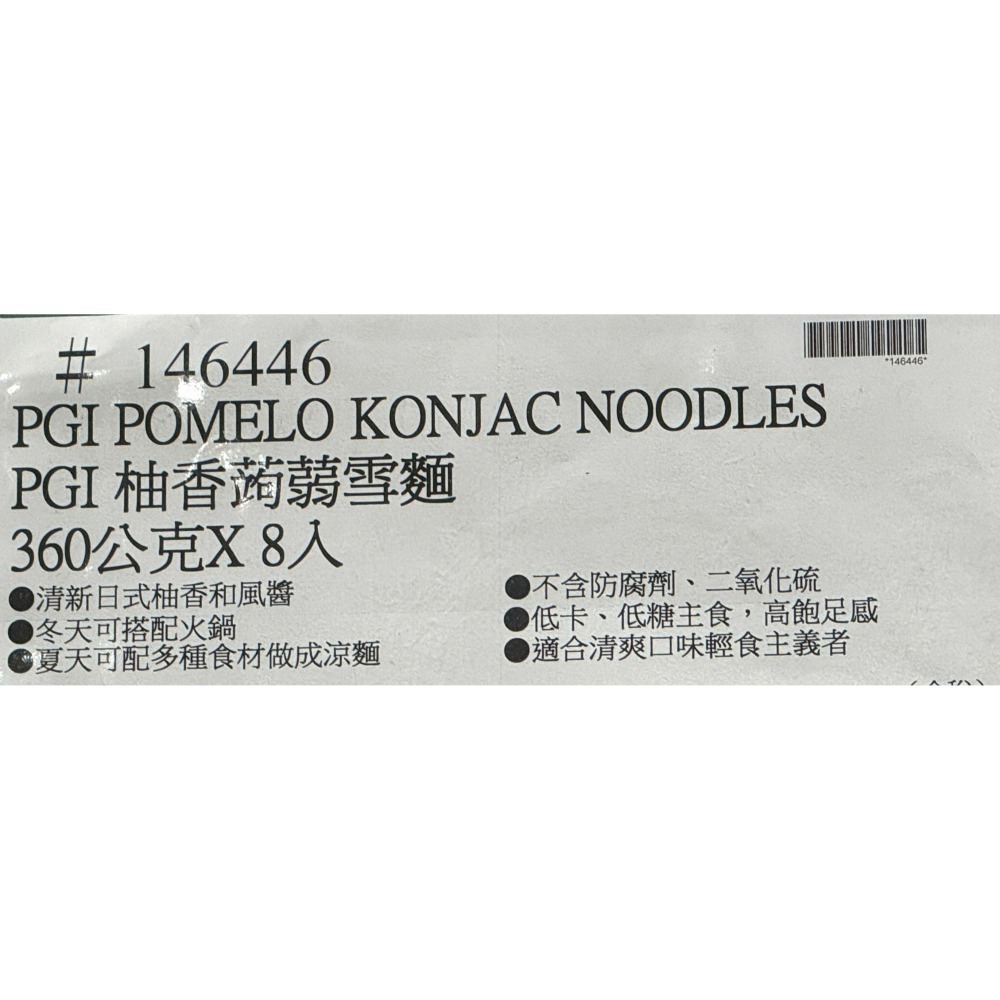 # 146446
*146446*
PGI POMELO KONJAC NOODLES
PGI 柚香蒟蒻雪麵
360公克X 8入
●清新日式柚香和風醬
●冬天可搭配火鍋
●夏天可配多種食材做成涼麵
●不含防腐劑、二氧化硫
●低卡、低糖主食，高飽足感
●適合清爽口味輕食主義者